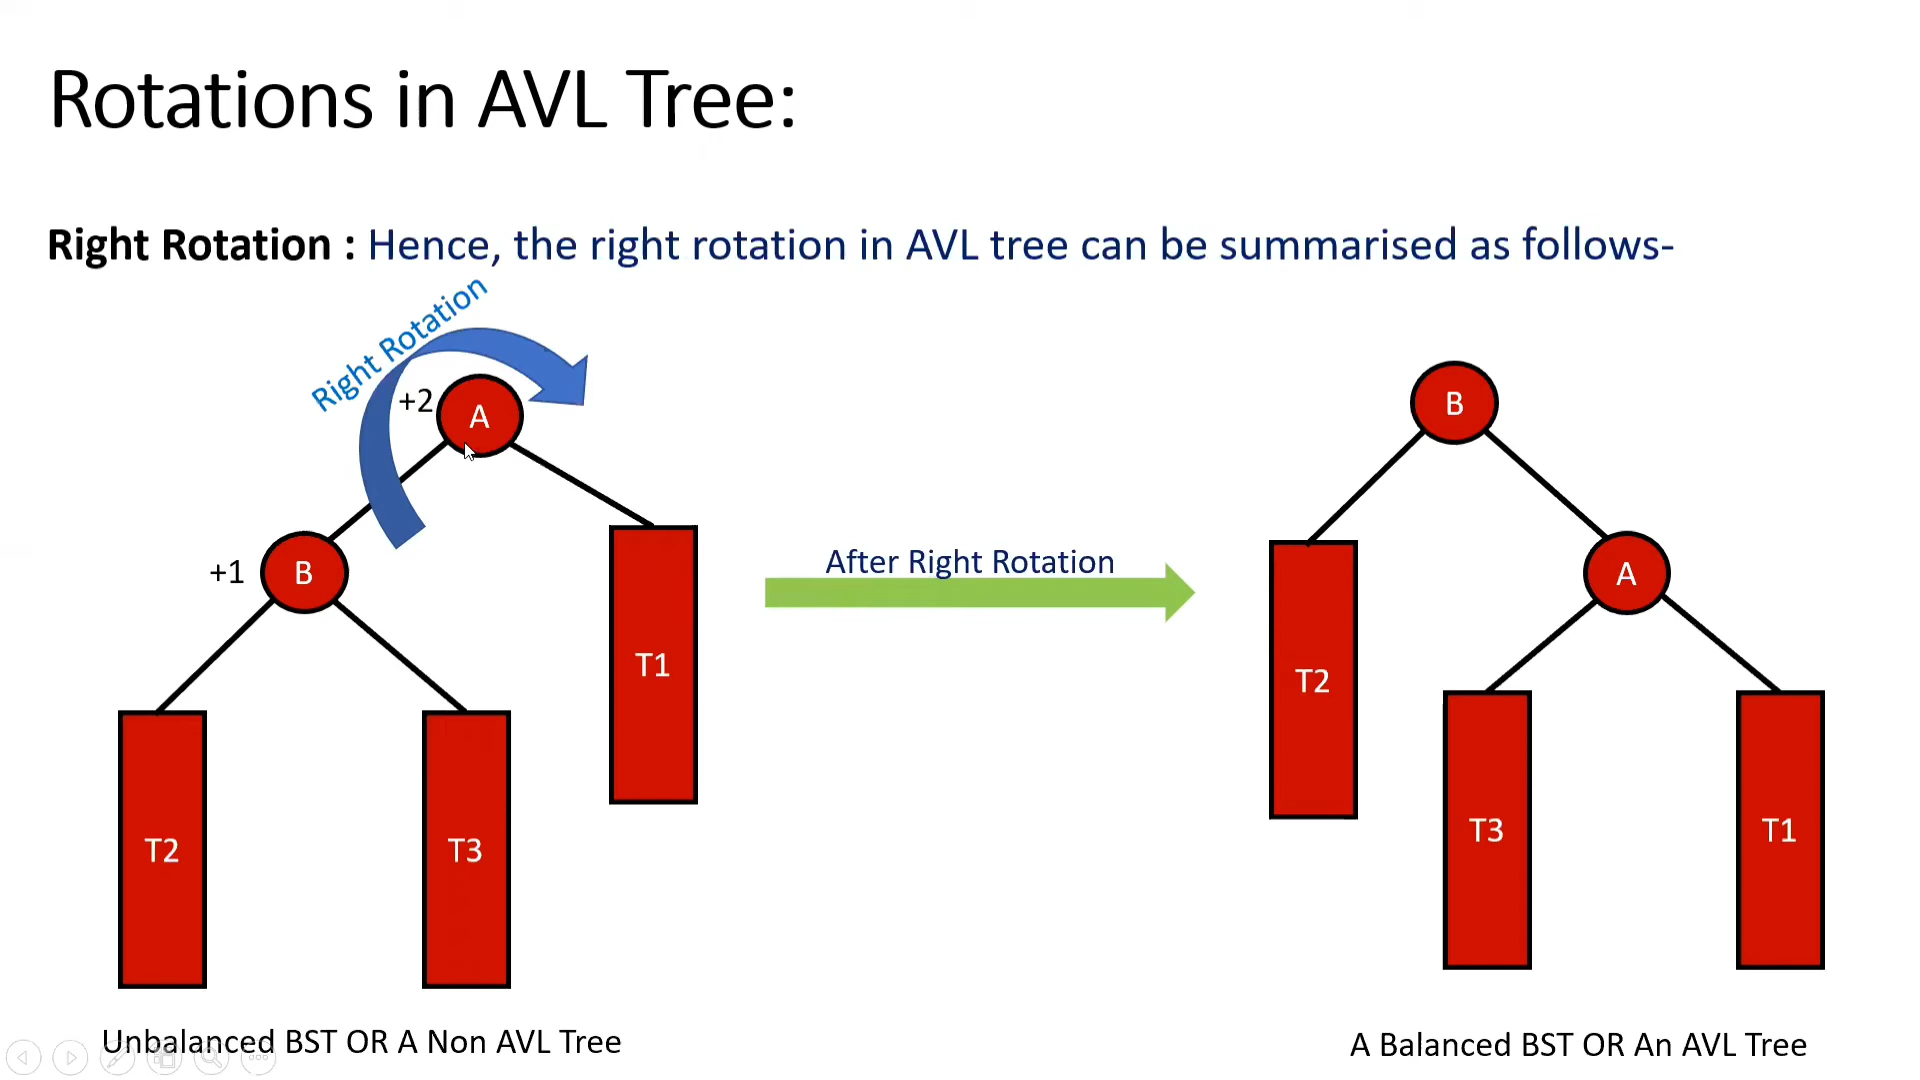 Rotations in AVL Tree:
Right Rotation : Hence, the right rotation in AVL tree can be summarised as follows-
Right Rotation
+2
A
+1
B
T1
T2
T3
After Right Rotation
B
A
T2
T3
T1
Unbalanced BST OR A Non AVL Tree
A Balanced BST OR An AVL Tree